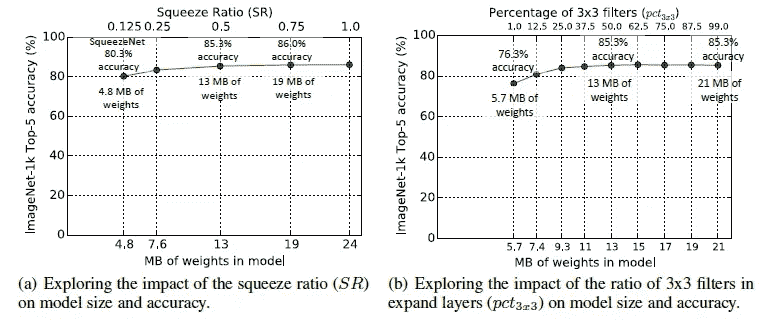 Squeeze Ratio (SR)
0.125 0.25 0.5 0.75 1.0
100
80
60
40
20
0
ImageNet-1k Top-5 accuracy (%)
SqueezeNet
80.3%
accuracy
4.8 MB of
weights
85.3%
accuracy
13 MB of
weights
86.0%
accuracy
19 MB of
weights
4.8 7.6 13 19 24
MB of weights in model
(a) Exploring the impact of the squeeze ratio (SR)
on model size and accuracy.
Percentage of 3x3 filters (pct3x3)
1.0 12.5 25.0 37.5 50.0 62.5 75.0 87.5 99.0
100
80
60
40
20
0
ImageNet-1k Top-5 accuracy (%)
76.3%
accuracy
5.7 MB of
weights
85.3%
accuracy
13 MB of
weights
85.3%
accuracy
21 MB of
weights
5.7 7.4 9.3 11 13 15 17 19 21
MB of weights in model
(b) Exploring the impact of the ratio of 3x3 filters in
expand layers (pct3x3) on model size and accuracy.